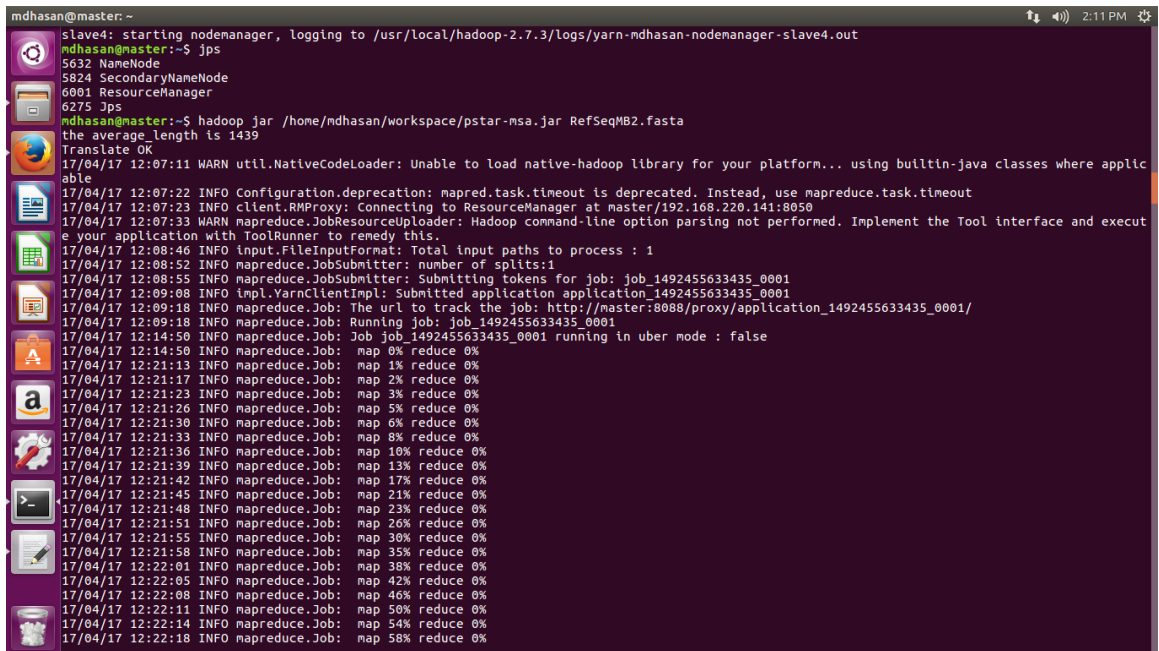 mdhasan@master: ~
2:11 PM
slave4: starting nodemanager, logging to /usr/local/hadoop-2.7.3/logs/yarn-mdhasan-nodemanager-slave4.out
mdhasan@master:~$ jps
5632 NameNode
5824 SecondaryNameNode
6001 ResourceManager
6275 Jps
mdhasan@master:~$ hadoop jar /home/mdhasan/workspace/pstar-msa.jar RefSeqMB2.fasta
the average_length is 1439
Translate OK
17/04/17 12:07:11 WARN util.NativeCodeLoader: Unable to load native-hadoop library for your platform... using builtin-java classes where applic
able
17/04/17 12:07:22 INFO Configuration.deprecation: mapred.task.timeout is deprecated. Instead, use mapreduce.task.timeout
17/04/17 12:07:23 INFO client.RMProxy: Connecting to ResourceManager at master/192.168.220.141:8050
17/04/17 12:07:33 WARN mapreduce.JobResourceUploader: Hadoop command-line option parsing not performed. Implement the Tool interface and execut
e your application with ToolRunner to remedy this.
17/04/17 12:08:46 INFO input.FileInputFormat: Total input paths to process : 1
17/04/17 12:08:52 INFO mapreduce.JobSubmitter: number of splits:1
17/04/17 12:08:55 INFO mapreduce.JobSubmitter: Submitting tokens for job: job_1492455633435_0001
17/04/17 12:09:08 INFO impl.YarnClientImpl: Submitted application application_1492455633435_0001
17/04/17 12:09:18 INFO mapreduce.Job: The url to track the job: http://master:8088/proxy/application_1492455633435_0001/
17/04/17 12:09:18 INFO mapreduce.Job: Running job: job_1492455633435_0001
17/04/17 12:14:50 INFO mapreduce.Job: Job job_1492455633435_0001 running in uber mode : false
17/04/17 12:14:50 INFO mapreduce.Job:  map 0% reduce 0%
17/04/17 12:21:13 INFO mapreduce.Job:  map 1% reduce 0%
17/04/17 12:21:17 INFO mapreduce.Job:  map 2% reduce 0%
17/04/17 12:21:23 INFO mapreduce.Job:  map 3% reduce 0%
17/04/17 12:21:26 INFO mapreduce.Job:  map 5% reduce 0%
17/04/17 12:21:30 INFO mapreduce.Job:  map 6% reduce 0%
17/04/17 12:21:33 INFO mapreduce.Job:  map 8% reduce 0%
17/04/17 12:21:36 INFO mapreduce.Job:  map 10% reduce 0%
17/04/17 12:21:39 INFO mapreduce.Job:  map 13% reduce 0%
17/04/17 12:21:42 INFO mapreduce.Job:  map 17% reduce 0%
17/04/17 12:21:45 INFO mapreduce.Job:  map 21% reduce 0%
17/04/17 12:21:48 INFO mapreduce.Job:  map 23% reduce 0%
17/04/17 12:21:51 INFO mapreduce.Job:  map 26% reduce 0%
17/04/17 12:21:55 INFO mapreduce.Job:  map 30% reduce 0%
17/04/17 12:21:58 INFO mapreduce.Job:  map 35% reduce 0%
17/04/17 12:22:01 INFO mapreduce.Job:  map 38% reduce 0%
17/04/17 12:22:05 INFO mapreduce.Job:  map 42% reduce 0%
17/04/17 12:22:08 INFO mapreduce.Job:  map 46% reduce 0%
17/04/17 12:22:11 INFO mapreduce.Job:  map 50% reduce 0%
17/04/17 12:22:14 INFO mapreduce.Job:  map 54% reduce 0%
17/04/17 12:22:18 INFO mapreduce.Job:  map 58% reduce 0%